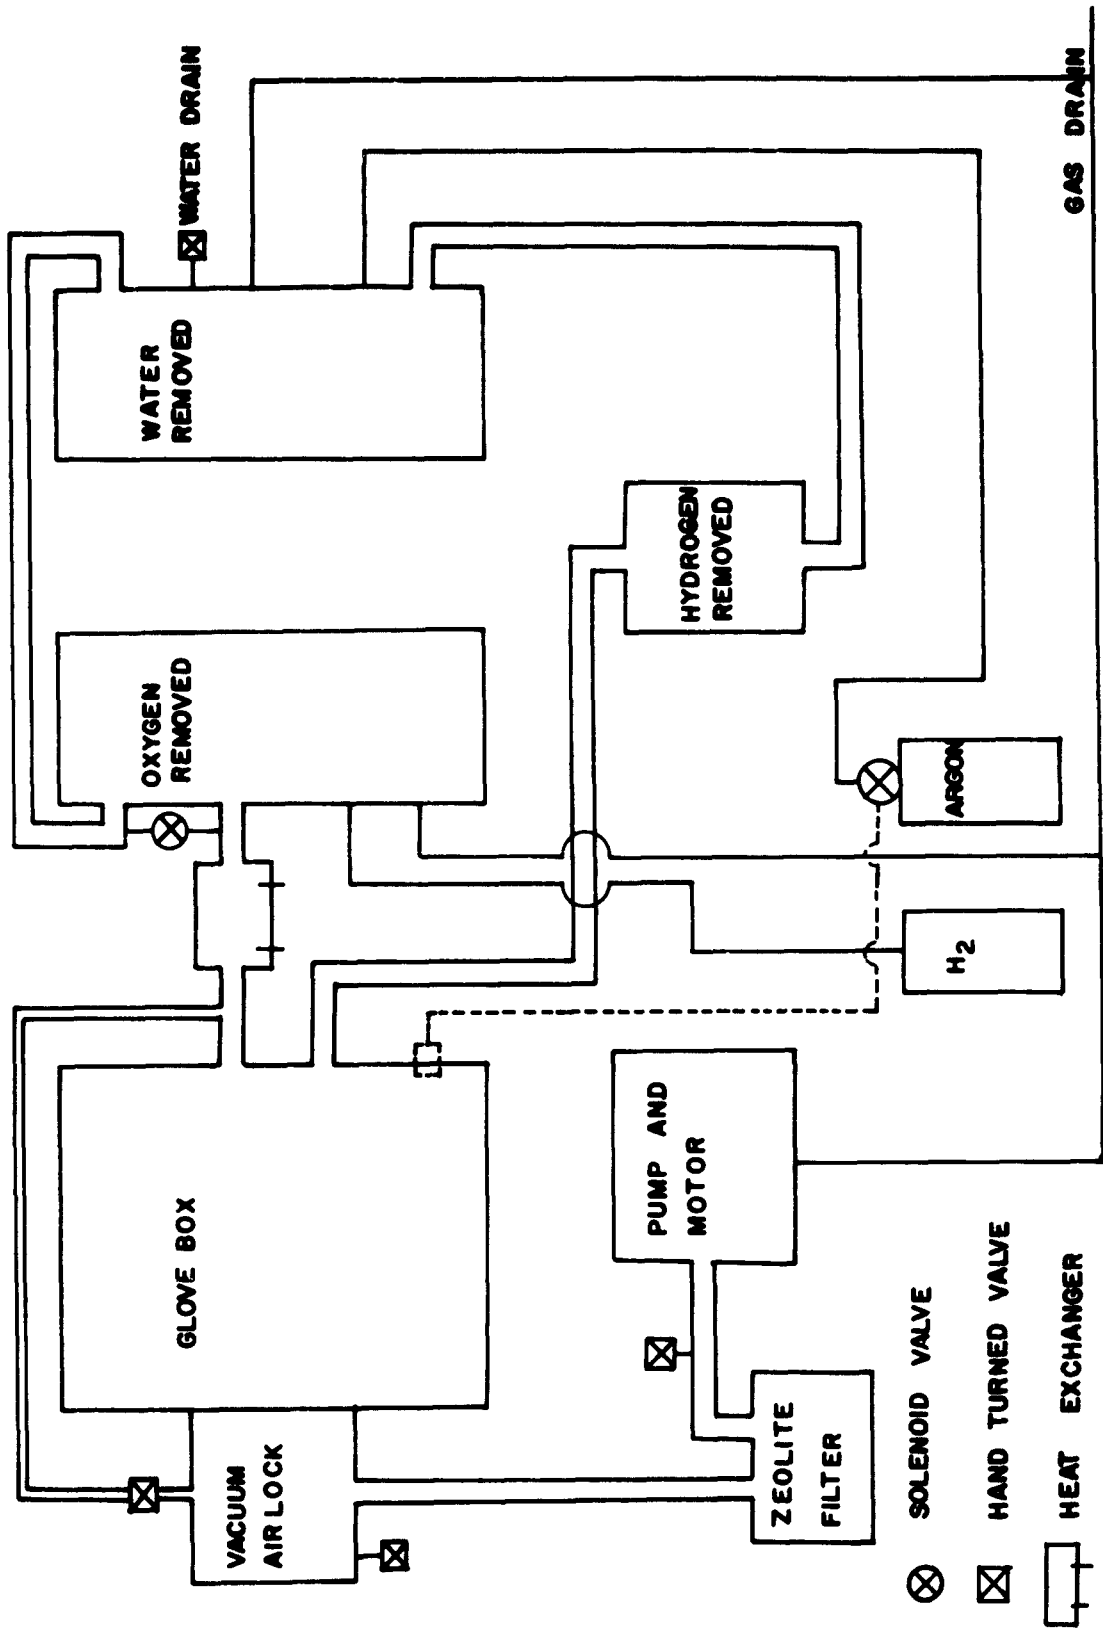 GLOVE BOX
VACUUM
AIR LOCK
OXYGEN
REMOVED
WATER
REMOVED
WATER DRAIN
HYDROGEN
REMOVED
PUMP AND
MOTOR
ZEOLITE
FILTER
H2
ARGON
GAS DRAIN
SOLENOID VALVE
HAND TURNED VALVE
HEAT EXCHANGER